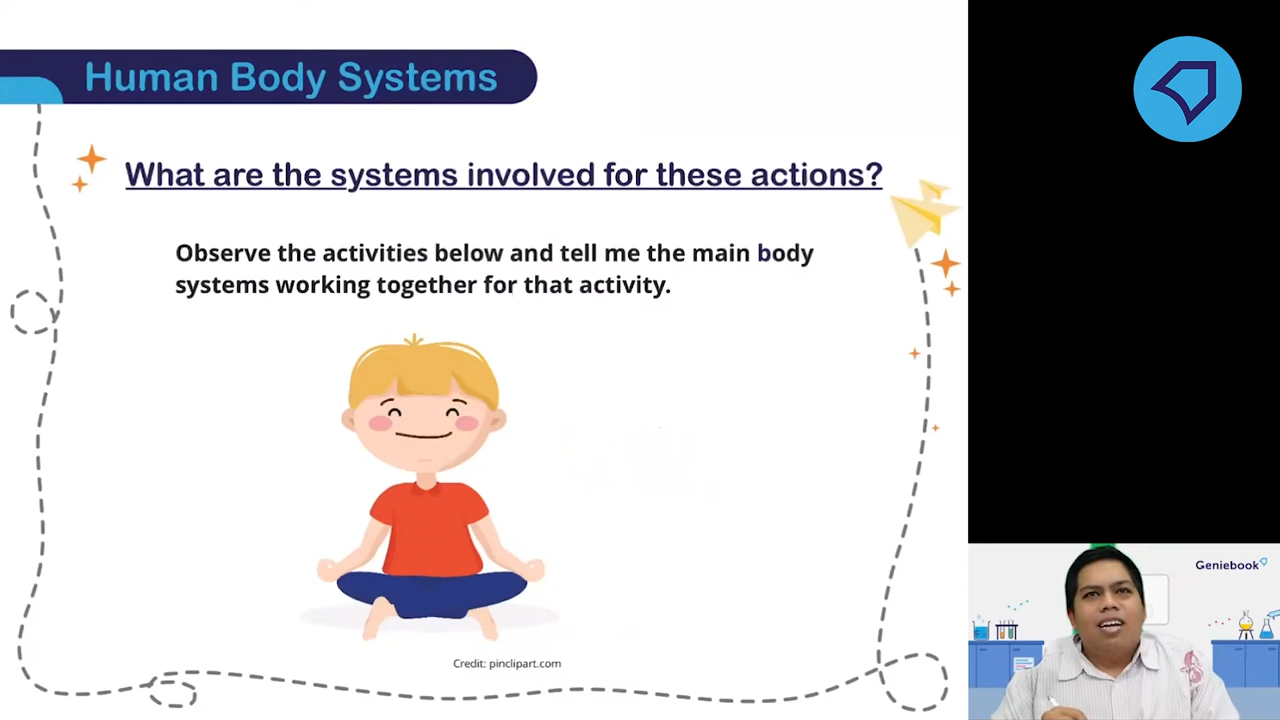 Human Body Systems
What are the systems involved for these actions?
Observe the activities below and tell me the main body
systems working together for that activity.
Credit: pinclipart.com
Geniebook